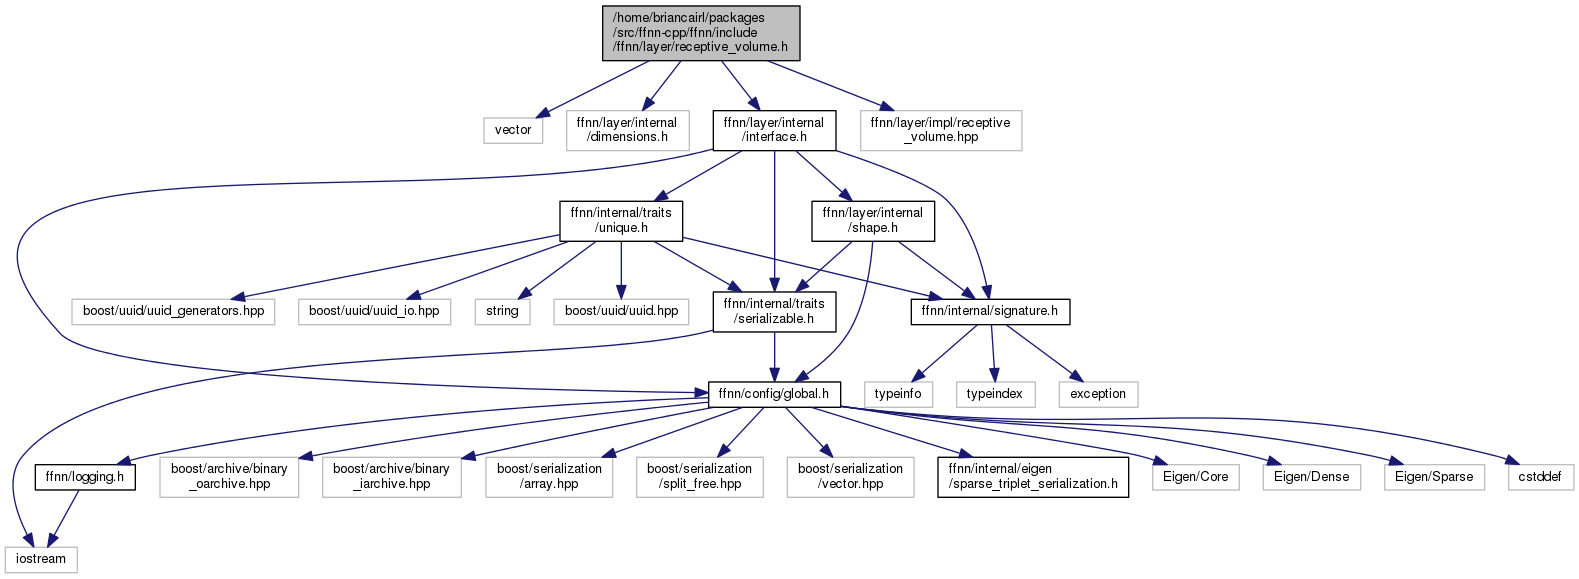 /home/briancairl/packages
/src/ffnn-cpp/ffnn/include
/ffnn/layer/receptive_volume.h
vector
ffnn/layer/internal
/dimensions.h
ffnn/layer/internal
/interface.h
ffnn/layer/impl/receptive
_volume.hpp
ffnn/internal/traits
/unique.h
ffnn/layer/internal
/shape.h
boost/uuid/uuid_generators.hpp
boost/uuid/uuid_io.hpp
string
boost/uuid/uuid.hpp
ffnn/internal/traits
/serializable.h
ffnn/internal/signature.h
ffnn/config/global.h
typeinfo
typeindex
exception
ffnn/logging.h
boost/archive/binary
_oarchive.hpp
boost/archive/binary
_iarchive.hpp
boost/serialization
/array.hpp
boost/serialization
/split_free.hpp
boost/serialization
/vector.hpp
ffnn/internal/eigen
/sparse_triplet_serialization.h
Eigen/Core
Eigen/Dense
Eigen/Sparse
cstddef
iostream